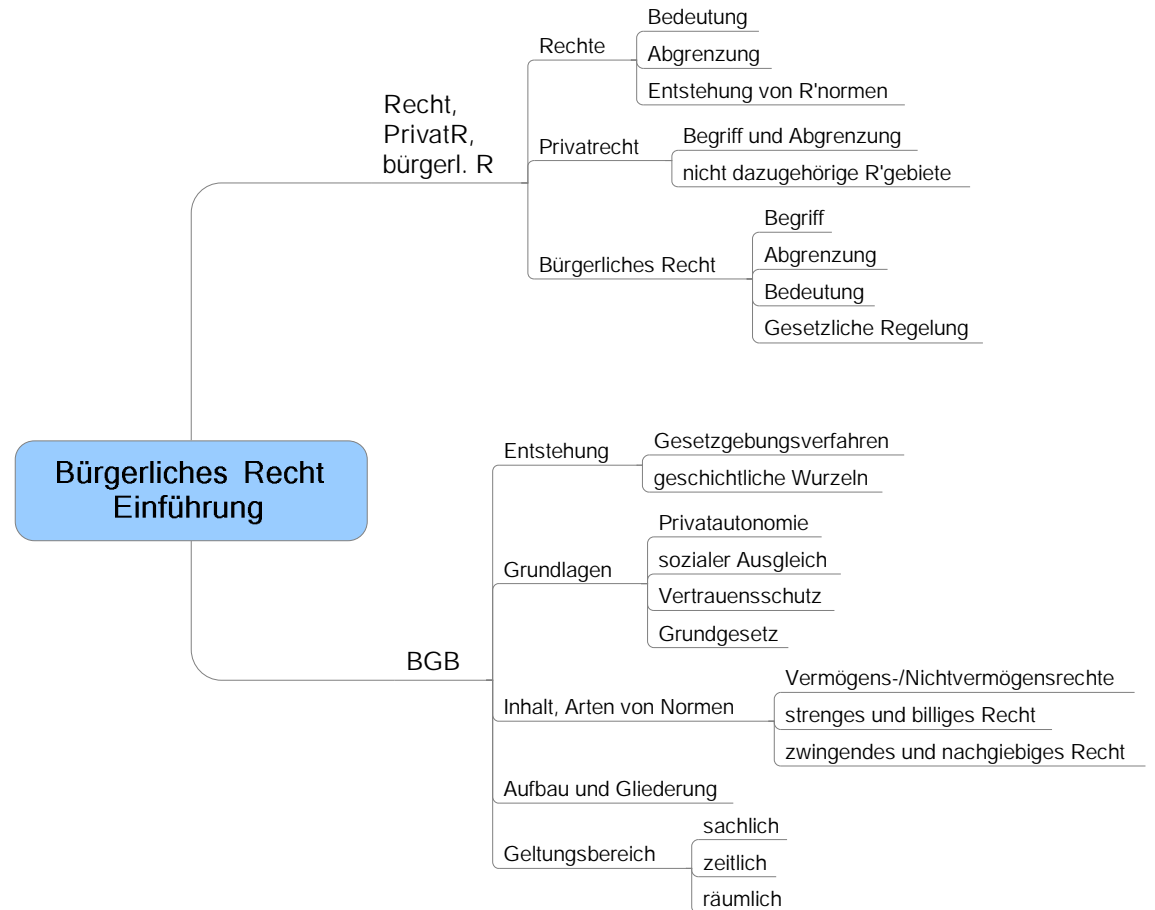 Bürgerliches Recht
Einführung
Recht,
PrivatR,
bürgerl. R
Rechte
Bedeutung
Abgrenzung
Entstehung von R'normen
Privatrecht
Begriff und Abgrenzung
nicht dazugehörige R'gebiete
Bürgerliches Recht
Begriff
Abgrenzung
Bedeutung
Gesetzliche Regelung
BGB
Entstehung
Gesetzgebungsverfahren
geschichtliche Wurzeln
Grundlagen
Privatautonomie
sozialer Ausgleich
Vertrauensschutz
Grundgesetz
Inhalt, Arten von Normen
Vermögens-/Nichtvermögensrechte
strenges und billiges Recht
zwingendes und nachgiebiges Recht
Aufbau und Gliederung
Geltungsbereich
sachlich
zeitlich
räumlich